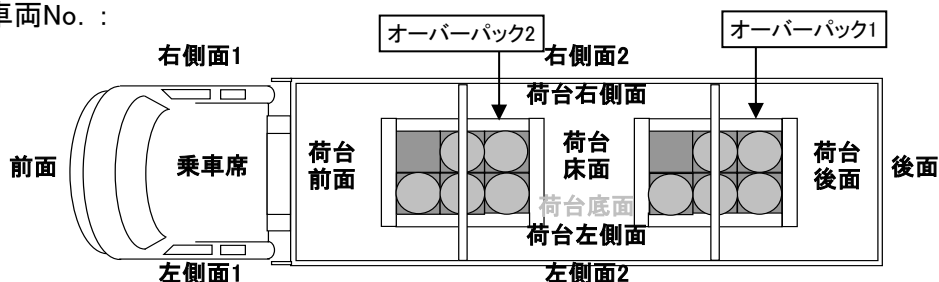 車両No. :
オーバーパック2
オーバーパック1
右側面1
右側面2
荷台右側面
前面
乗車席
荷台
前面
荷台
床面
荷台
後面
後面
荷台底面
荷台左側面
左側面1
左側面2